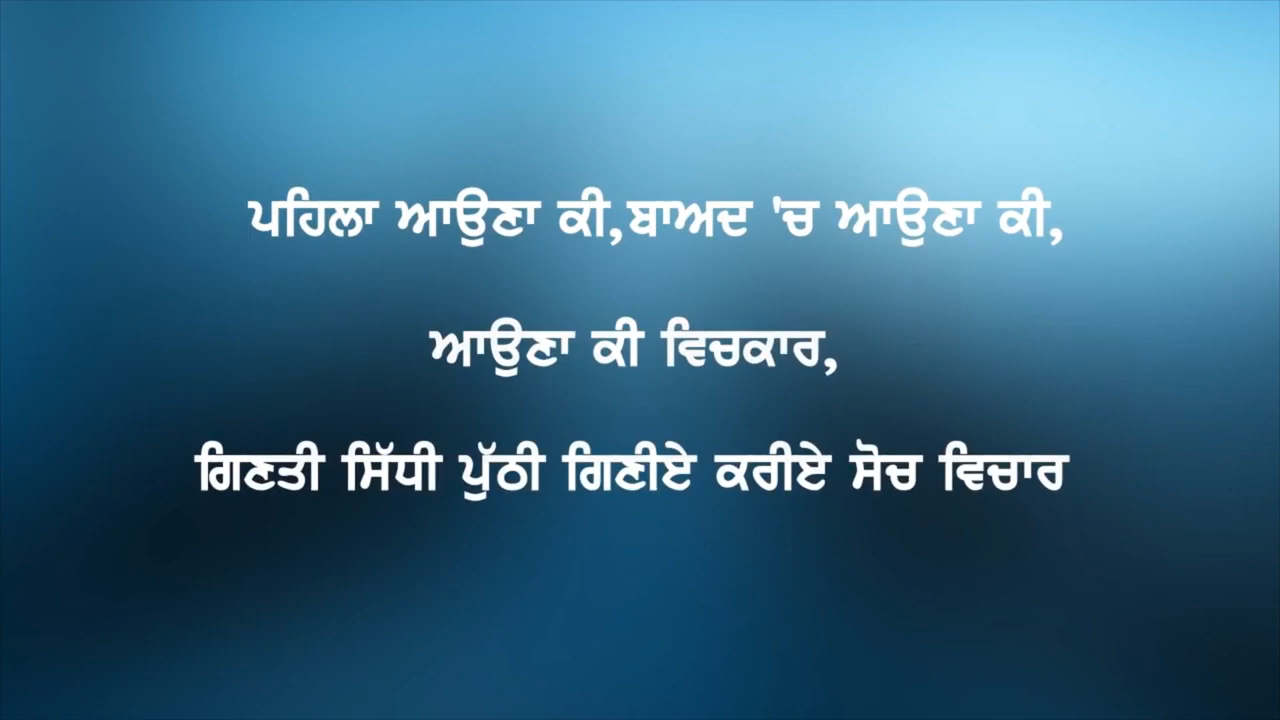 ਪਹਿਲਾ ਆਉਣਾ ਕੀ,ਬਾਅਦ 'ਚ ਆਉਣਾ ਕੀ,
ਆਉਣਾ ਕੀ ਵਿਚਕਾਰ,
ਗਿਣਤੀ ਸਿੱਧੀ ਪੁੱਠੀ ਗਿਣੀਏ ਕਰੀਏ ਸੋਚ ਵਿਚਾਰ